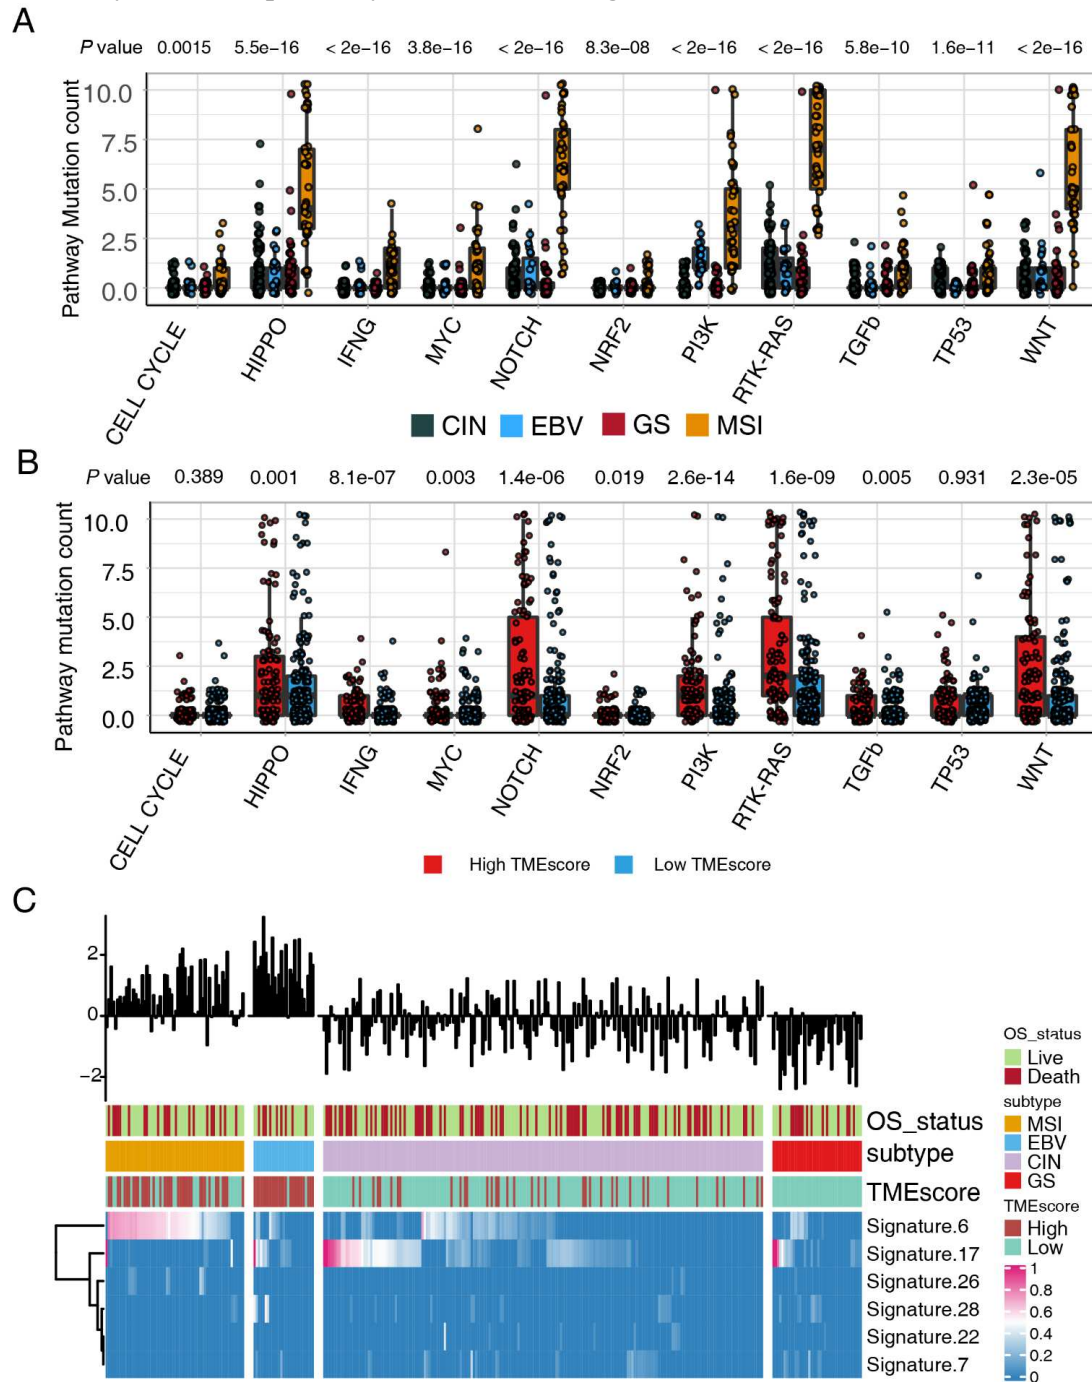 A
P value 0.0015 5.5e-16 < 2e-16 3.8e-16 < 2e-16 8.3e-08 < 2e-16 < 2e-16 5.8e-10 1.6e-11 < 2e-16
Pathway Mutation count
10.0
7.5
5.0
2.5
0.0
CELL CYCLE HIPPO IFNG MYC NOTCH NRF2 PI3K RTK-RAS TGFb TP53 WNT
CIN EBV GS MSI
B
P value 0.389 0.001 8.1e-07 0.003 1.4e-06 0.019 2.6e-14 1.6e-09 0.005 0.931 2.3e-05
Pathway mutation count
10.0
7.5
5.0
2.5
0.0
CELL CYCLE HIPPO IFNG MYC NOTCH NRF2 PI3K RTK-RAS TGFb TP53 WNT
High TMEscore Low TMEscore
C
2
0
−2
OS_status
subtype
TMEscore
Signature.6
Signature.17
Signature.26
Signature.28
Signature.22
Signature.7
OS_status
Live
Death
subtype
MSI
EBV
CIN
GS
TMEscore
High
Low
1
0.8
0.6
0.4
0.2
0